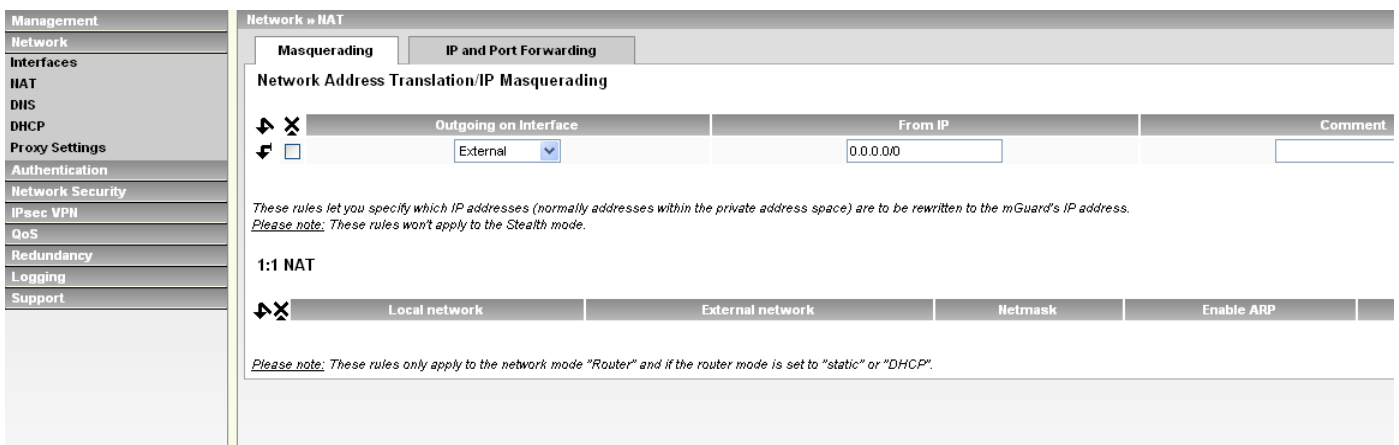 Management
Network
Interfaces
NAT
DNS
DHCP
Proxy Settings
Authentication
Network Security
IPsec VPN
QoS
Redundancy
Logging
Support
Network » NAT
Masquerading
IP and Port Forwarding
Network Address Translation/IP Masquerading
Outgoing on Interface From IP Comment
External 0.0.0.0/0
These rules let you specify which IP addresses (normally addresses within the private address space) are to be rewritten to the mGuard's IP address.
Please note: These rules won't apply to the Stealth mode.
1:1 NAT
Local network External network Netmask Enable ARP
Please note: These rules only apply to the network mode "Router" and if the router mode is set to "static" or "DHCP".